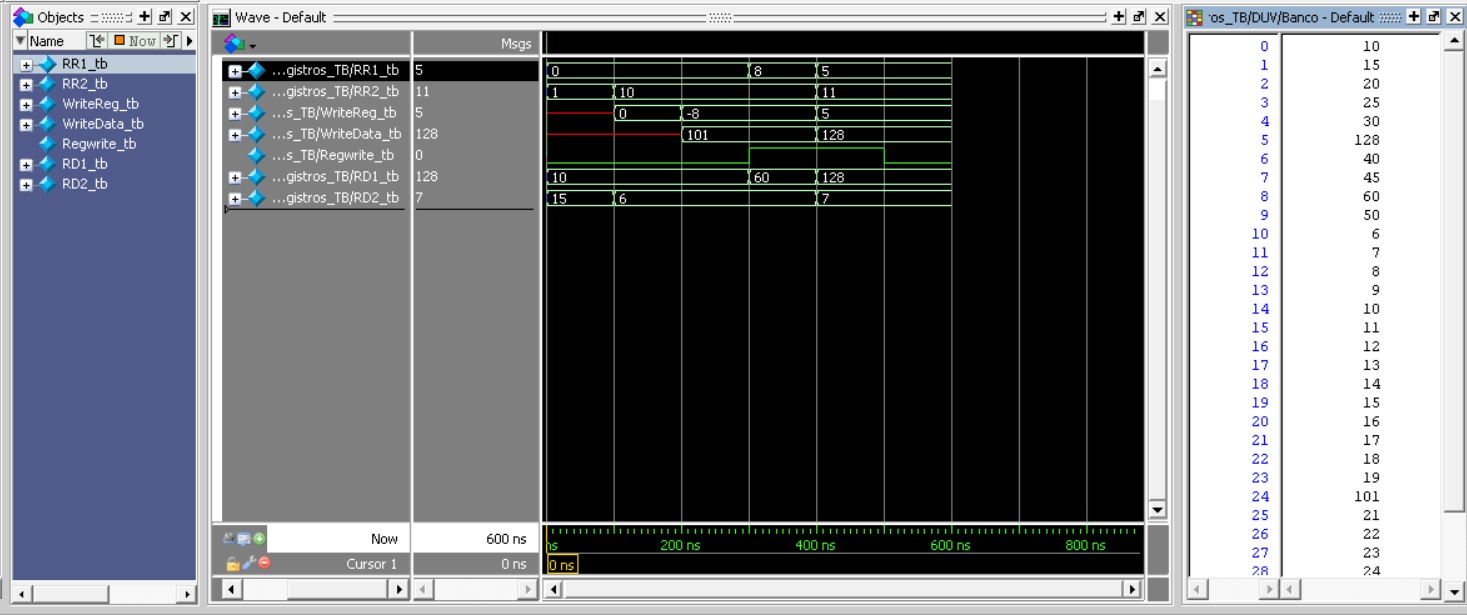 Objects
Name Now
RR1_tb
RR2_tb
WriteReg_tb
WriteData_tb
Regwrite_tb
RD1_tb
RD2_tb
Wave - Default
Msgs
...gistros_TB/RR1_tb 5 0 8 5
...gistros_TB/RR2_tb 11 1 10 11
...s_TB/WriteReg_tb 5 0 -8 5
...s_TB/WriteData_tb 128 101 128
...s_TB/Regwrite_tb 0
...gistros_TB/RD1_tb 128 10 60 128
...gistros_TB/RD2_tb 7 15 6 7
Now 600 ns ns 200 ns 400 ns 600 ns 800 ns
Cursor 1 0 ns 0 ns
os_TB/DUV/Banco - Default
0 10
1 15
2 20
3 25
4 30
5 128
6 40
7 45
8 60
9 50
10 6
11 7
12 8
13 9
14 10
15 11
16 12
17 13
18 14
19 15
20 16
21 17
22 18
23 19
24 101
25 21
26 22
27 23
28 24